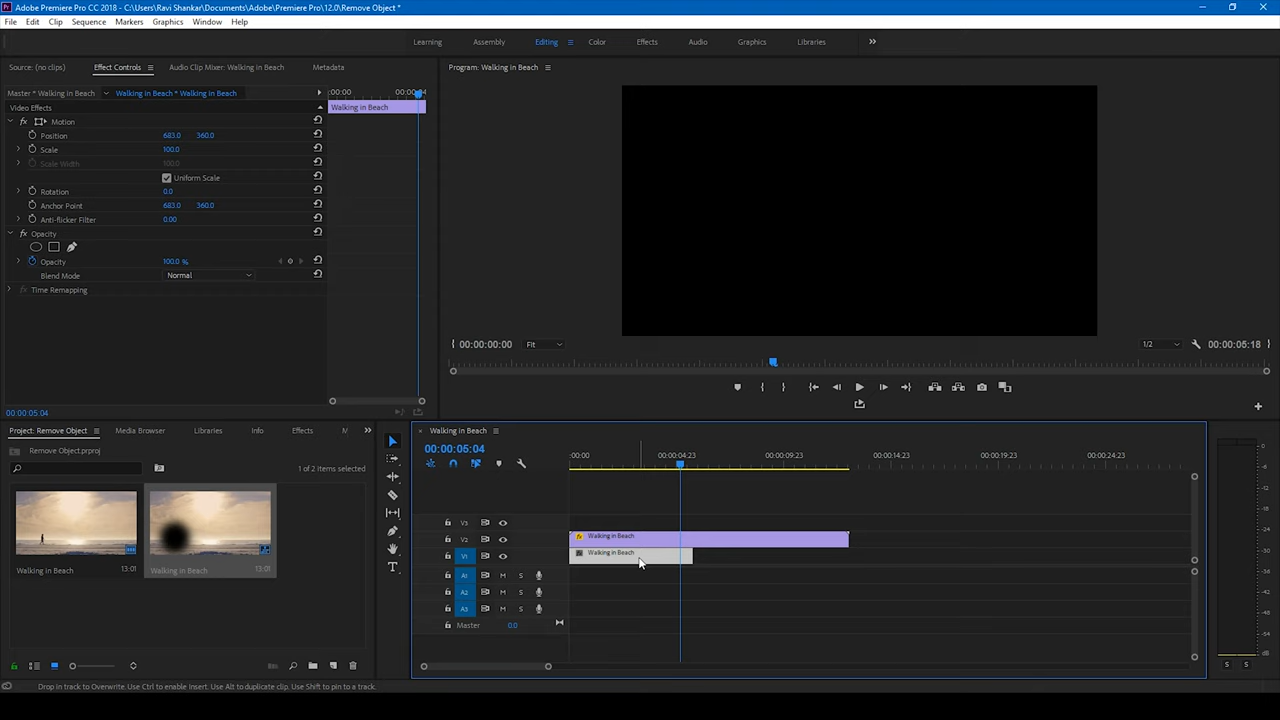 Adobe Premiere Pro CC 2018 - C:\Users\Ravi Shankar\Documents\Adobe\Premiere Pro\12.0\Remove Object *
File Edit Clip Sequence Markers Graphics Window Help
Learning Assembly Editing Color Effects Audio Graphics Libraries
Source: (no clips) Effect Controls Audio Clip Mixer: Walking in Beach Metadata
Program: Walking in Beach
Master * Walking in Beach Walking in Beach * Walking in Beach
:00:00 00:00:04
Video Effects
Walking in Beach
fx Motion
Position 683.0 360.0
Scale 100.0
Scale Width 100.0
Uniform Scale
Rotation 0.0
Anchor Point 683.0 360.0
Anti-flicker Filter 0.00
fx Opacity
Opacity 100.0 %
Blend Mode Normal
Time Remapping
00:00:05:04
00:00:00:00 Fit 1/2 00:00:05:18
Project: Remove Object Media Browser Libraries Info Effects M
Remove Object.prproj
1 of 2 items selected
Walking in Beach 13:01
Walking in Beach 13:01
Walking in Beach
00:00:05:04
:00:00 00:00:04:23 00:00:09:23 00:00:14:23 00:00:19:23 00:00:24:23
V3
V2 fx Walking in Beach
V1 fx Walking in Beach
A1 M S
A2 M S
A3 M S
Master 0.0
S S
dB
Drop in track to Overwrite. Use Ctrl to enable Insert. Use Alt to duplicate clip. Use Shift to pin to a track.